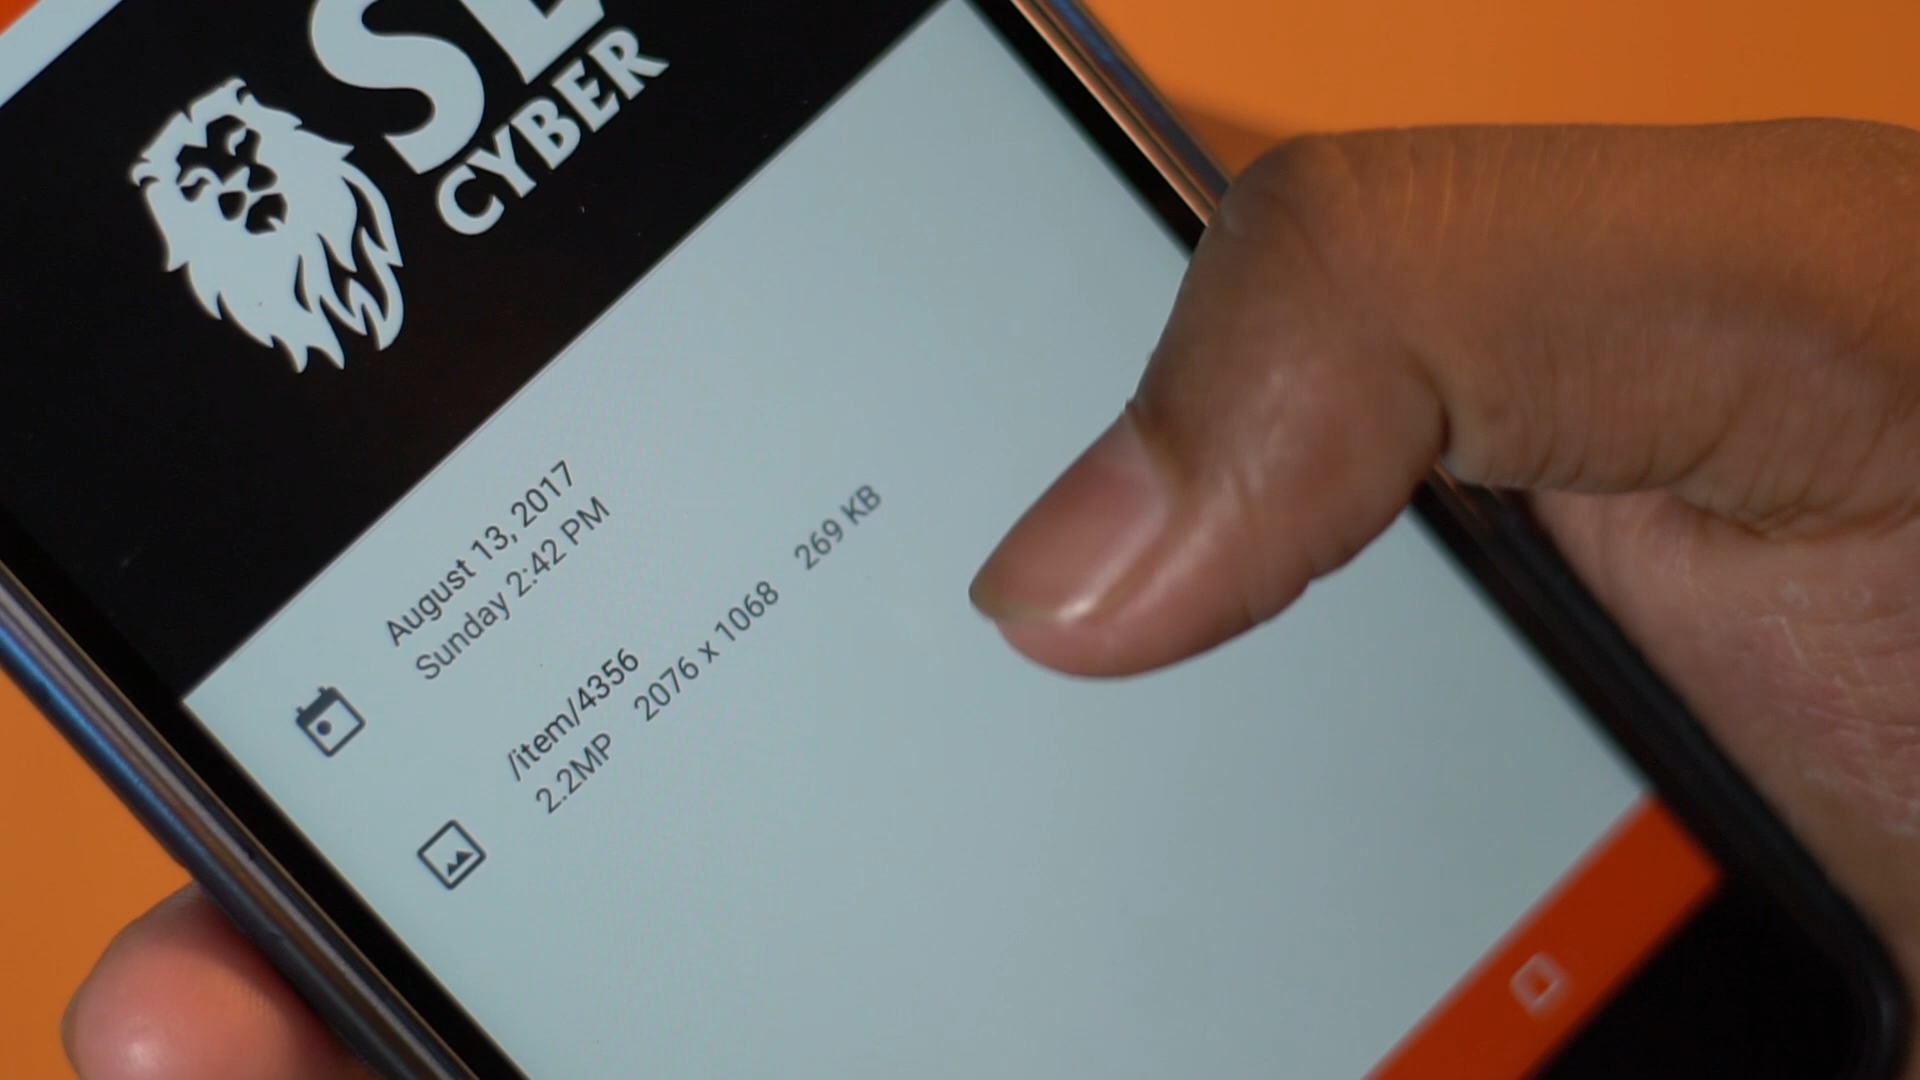 CYBER
August 13, 2017
Sunday 2:42 PM
/item/4356
2.2MP 2076 x 1068 269 KB